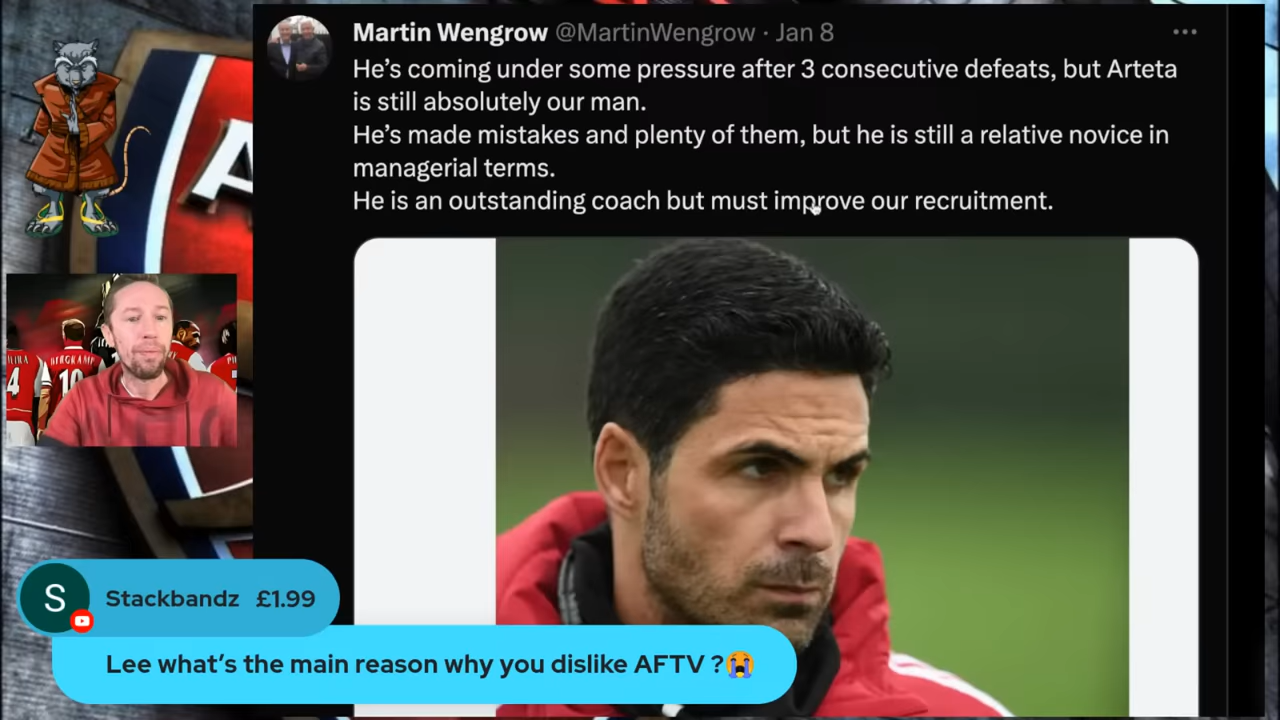 Martin Wengrow @MartinWengrow · Jan 8
He's coming under some pressure after 3 consecutive defeats, but Arteta
is still absolutely our man.
He's made mistakes and plenty of them, but he is still a relative novice in
managerial terms.
He is an outstanding coach but must improve our recruitment.
BERGKAMP
4
10
S
Stackbandz £1.99
Lee what's the main reason why you dislike AFTV ?😭